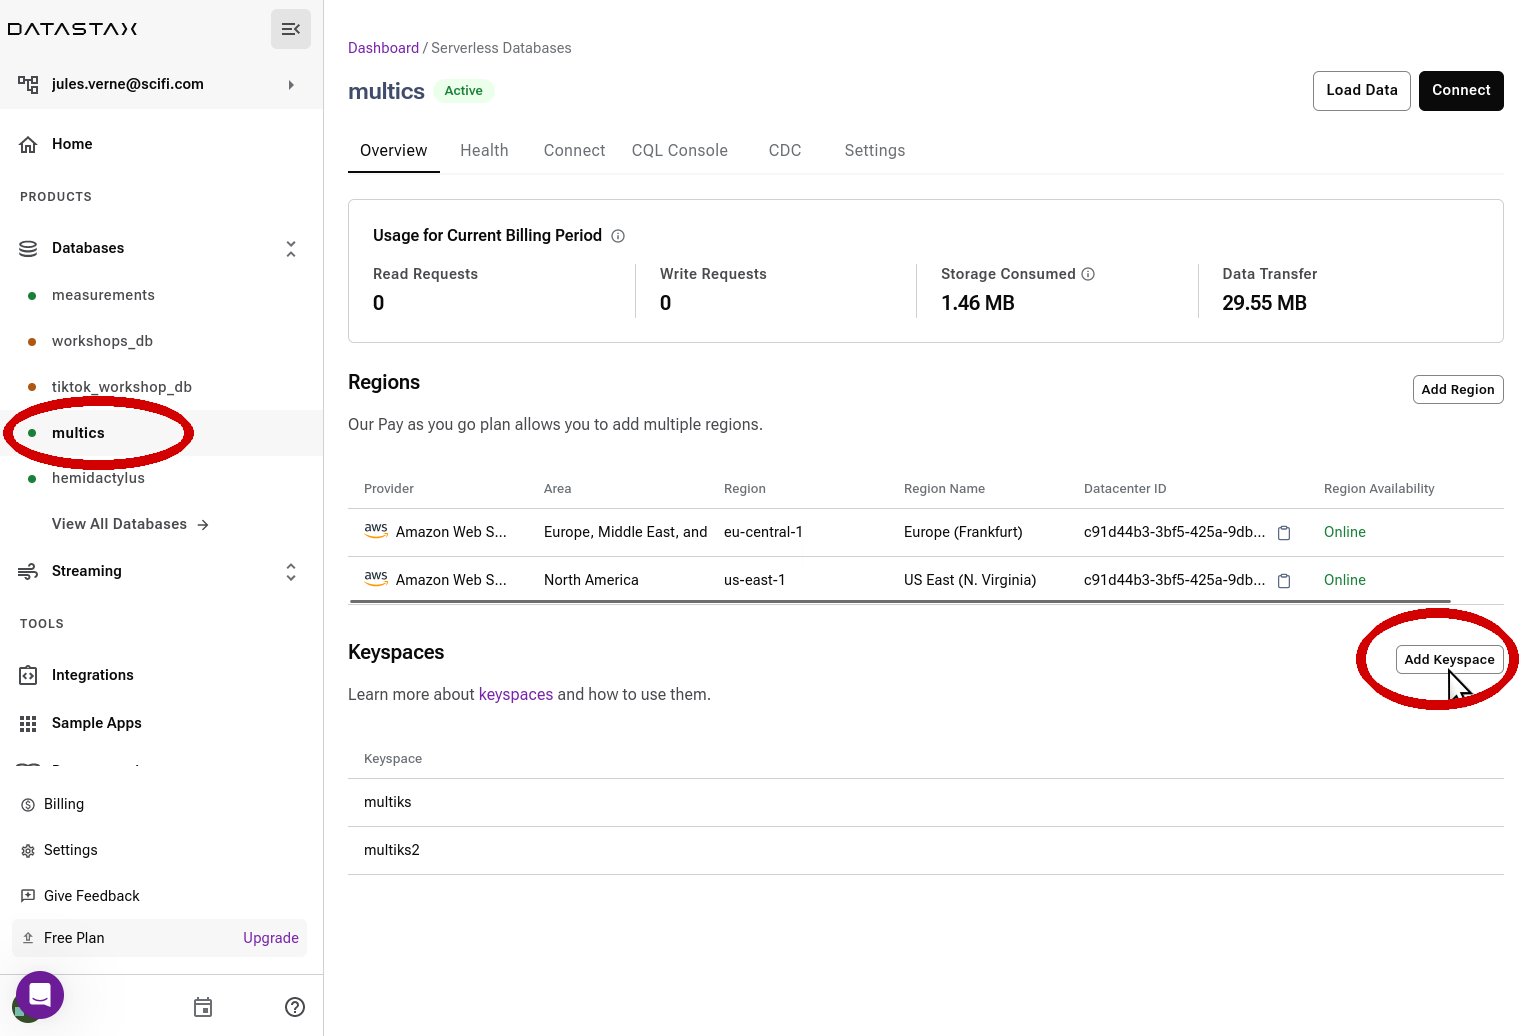 DATASTAX
jules.verne@scifi.com
Home
PRODUCTS
Databases
measurements
workshops_db
tiktok_workshop_db
multics
hemidactylus
View All Databases →
Streaming
TOOLS
Integrations
Sample Apps
Billing
Settings
Give Feedback
Free Plan Upgrade
Dashboard / Serverless Databases
multics Active
Load Data Connect
Overview Health Connect CQL Console CDC Settings
Usage for Current Billing Period
Read Requests Write Requests Storage Consumed Data Transfer
0 0 1.46 MB 29.55 MB
Regions
Add Region
Our Pay as you go plan allows you to add multiple regions.
Provider Area Region Region Name Datacenter ID Region Availability
aws Amazon Web S... Europe, Middle East, and eu-central-1 Europe (Frankfurt) c91d44b3-3bf5-425a-9db... Online
aws Amazon Web S... North America us-east-1 US East (N. Virginia) c91d44b3-3bf5-425a-9db... Online
Keyspaces
Add Keyspace
Learn more about keyspaces and how to use them.
Keyspace
multiks
multiks2